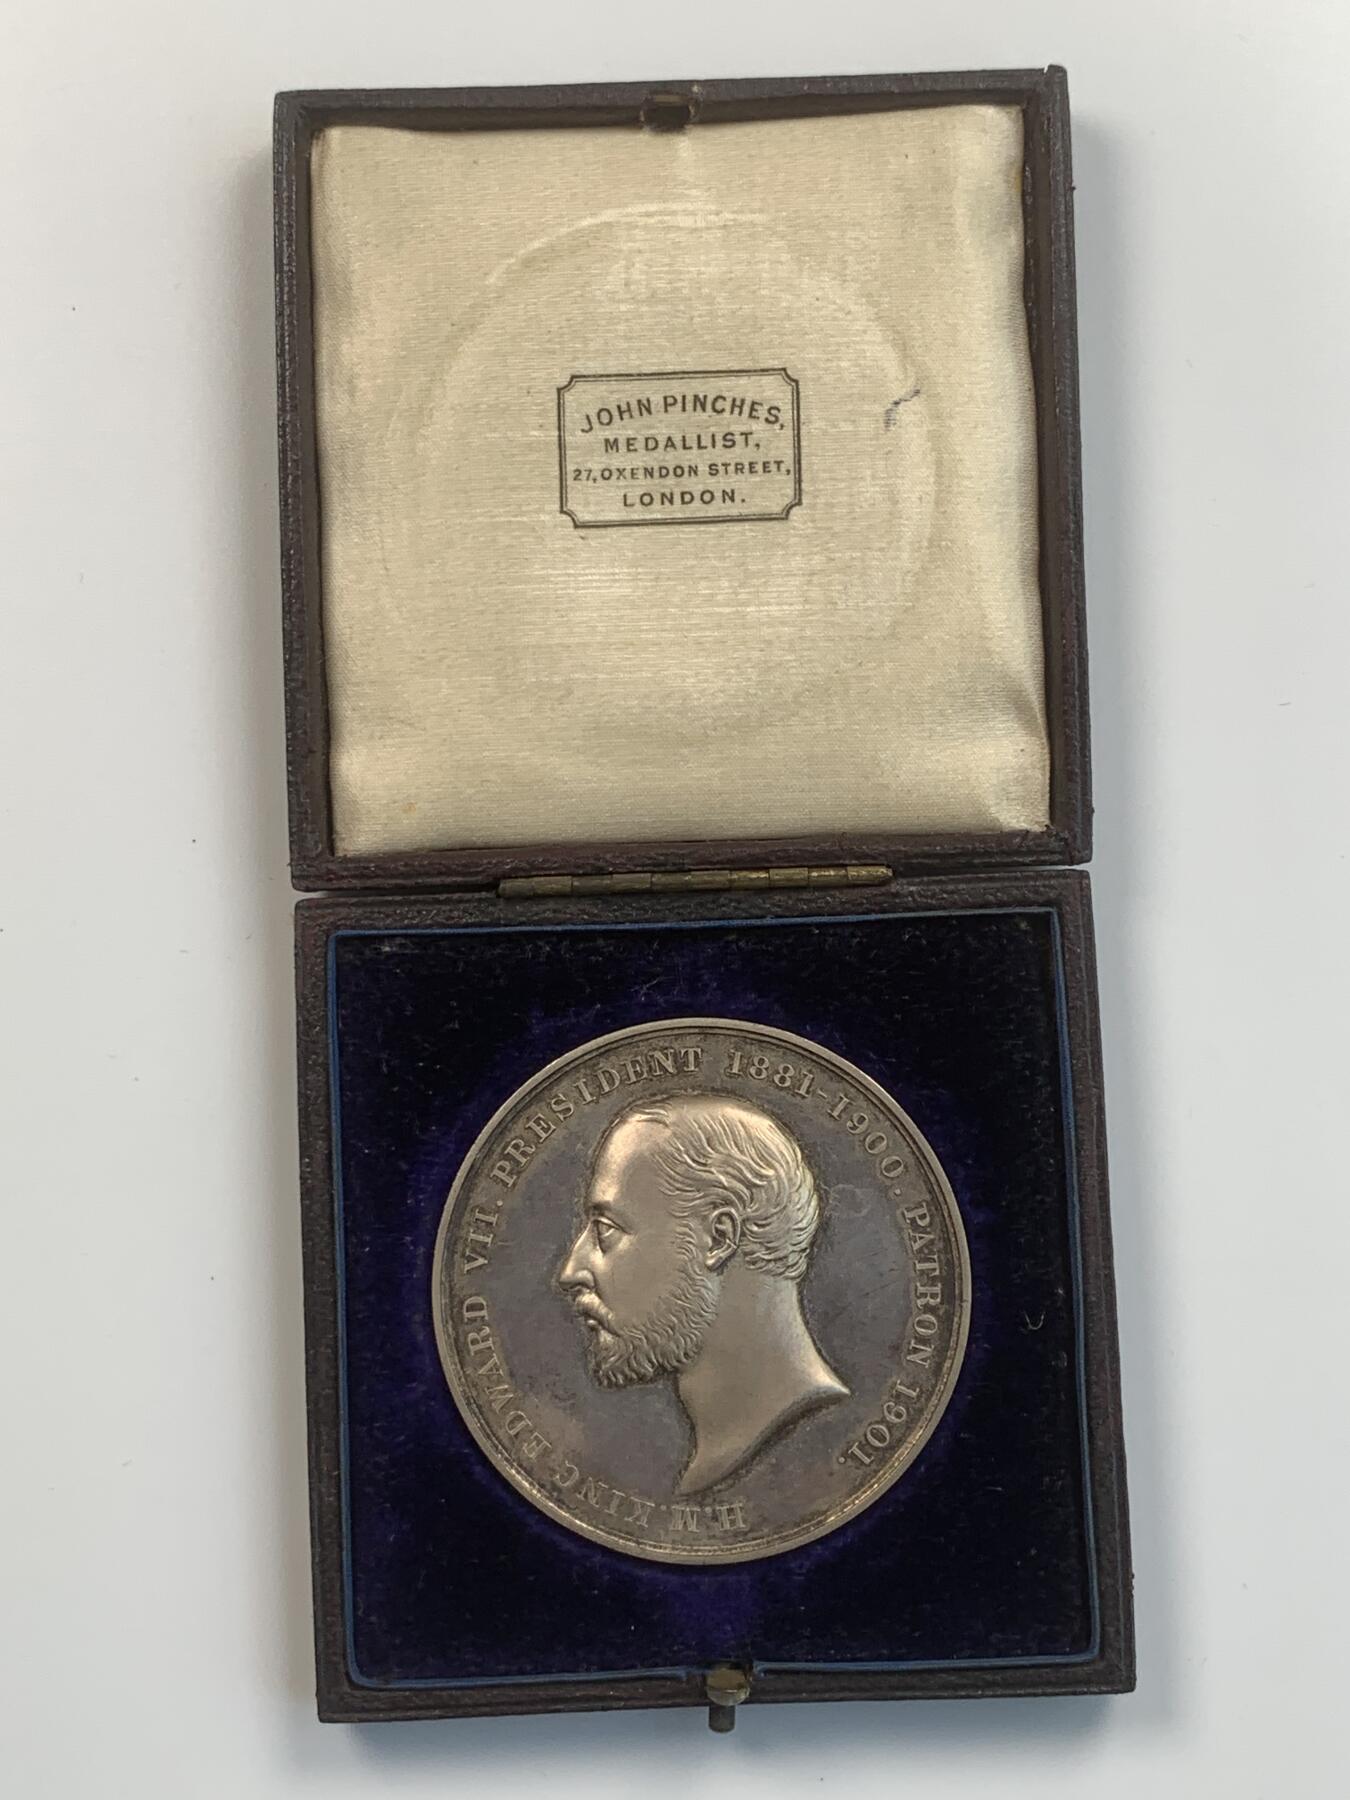 JOHN PINCHES,
MEDALLIST,
27, OXENDON STREET,
LONDON.
H.M. KING EDWARD VII. PRESIDENT 1881-1900. PATRON 1901.